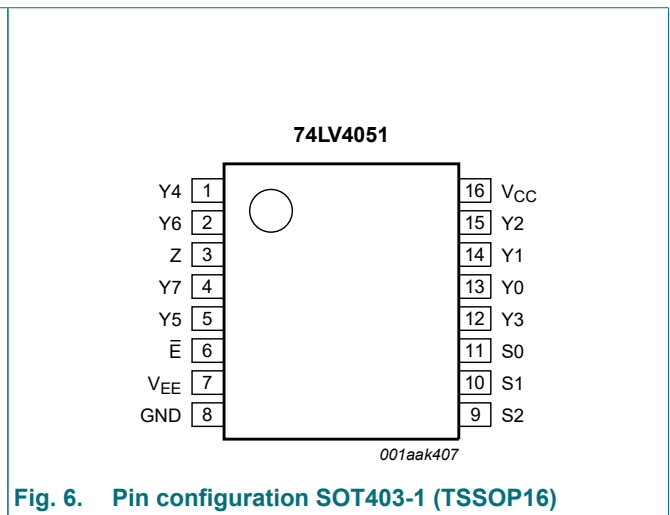 74LV4051
Y4 1 16 VCC
Y6 2 15 Y2
Z 3 14 Y1
Y7 4 13 Y0
Y5 5 12 Y3
E̅ 6 11 S0
VEE 7 10 S1
GND 8 9 S2
001aak407
Fig. 6. Pin configuration SOT403-1 (TSSOP16)